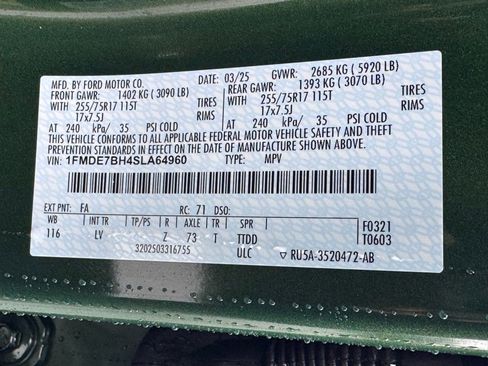 MFD. BY FORD MOTOR CO.
DATE: 03/25 GVWR: 2685 KG ( 5920 LB)
FRONT GAWR: 1402 KG ( 3090 LB) REAR GAWR: 1393 KG ( 3070 LB)
WITH WITH
255/75R17 115T TIRES 255/75R17 115T TIRES
17x7.5J RIMS 17x7.5J RIMS
AT 240 kPa/ 35 PSI COLD AT 240 kPa/ 35 PSI COLD
THIS VEHICLE CONFORMS TO ALL APPLICABLE FEDERAL MOTOR VEHICLE SAFETY AND THEFT
PREVENTION STANDARDS IN EFFECT ON THE DATE OF MANUFACTURE SHOWN ABOVE.
VIN: 1FMDE7BH4SLA64960 TYPE: MPV
EXT PNT: FA RC: 71 DSO:
WB INT TR TP/PS R AXLE TR SPR F0321
116 LV Z 73 T TTDD T0603
3202503316755 ULC RU5A-3520472-AB